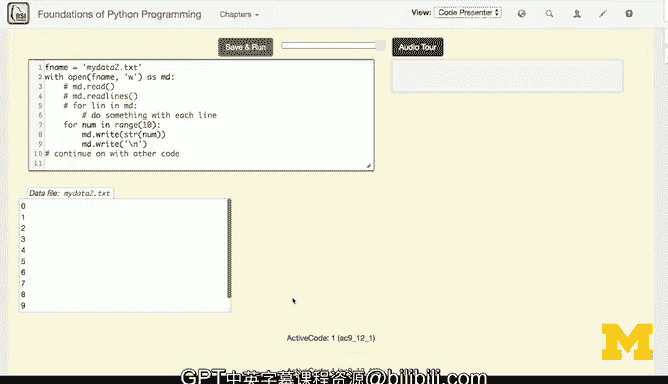 RSI
Foundations of Python Programming
Chapters
View: Code Presenter
Save & Run
Audio Tour
1 fname = 'mydata2.txt'
2 with open(fname, 'w') as md:
3     # md.read()
4     # md.readlines()
5     # for lin in md:
6         # do something with each line
7     for num in range(10):
8         md.write(str(num))
9         md.write('\n')
10 # continue on with other code
11
Data file: mydata2.txt
0
1
2
3
4
5
6
7
8
9
ActiveCode: 1 (ac9_12_1)
M
GPT中英字幕课程资源@bilibili.com